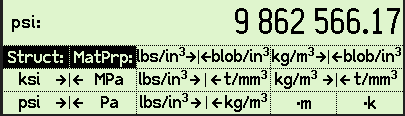 psi: 9 862 566.17
Struct: MatPrp: lbs/in³→|←blob/in³ kg/m³→|←blob/in³
ksi →|← MPa lbs/in³→|←t/mm³ kg/m³→|←t/mm³
psi →|← Pa lbs/in³→|←kg/m³ ·m ·k